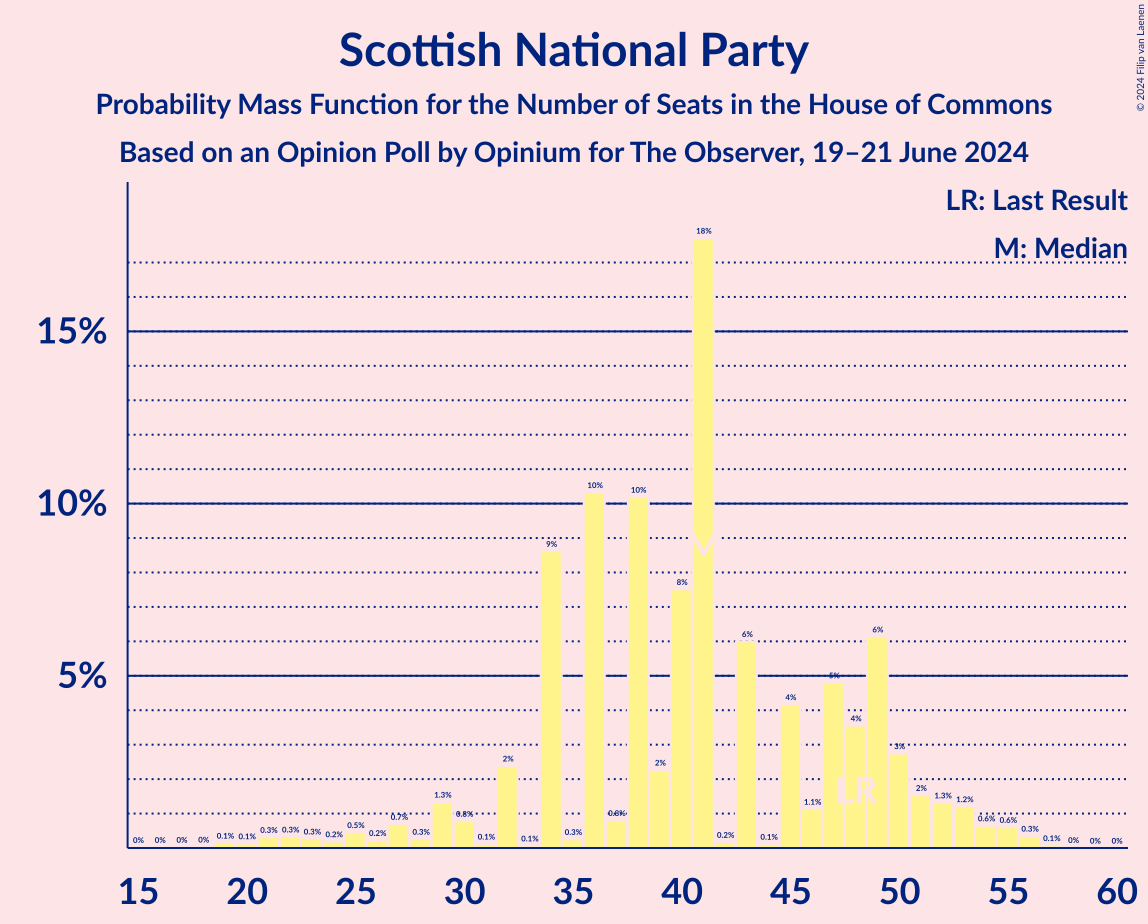 Scottish National Party
Probability Mass Function for the Number of Seats in the House of Commons
Based on an Opinion Poll by Opinium for The Observer, 19–21 June 2024
© 2024 Filip van Laenen
LR: Last Result
M: Median
15%
10%
5%
0% 0% 0% 0% 0.1% 0.1% 0.3% 0.3% 0.3% 0.2% 0.5% 0.2% 0.7% 0.3% 1.3% 0.8% 0.1% 2% 0.1% 9% 0.3% 10% 0.8% 10% 2% 8% 18% 0.2% 6% 0.1% 4% 1.1% 5% 4% 6% 3% 2% 1.3% 1.2% 0.6% 0.6% 0.3% 0.1% 0% 0% 0%
M
LR
15 20 25 30 35 40 45 50 55 60